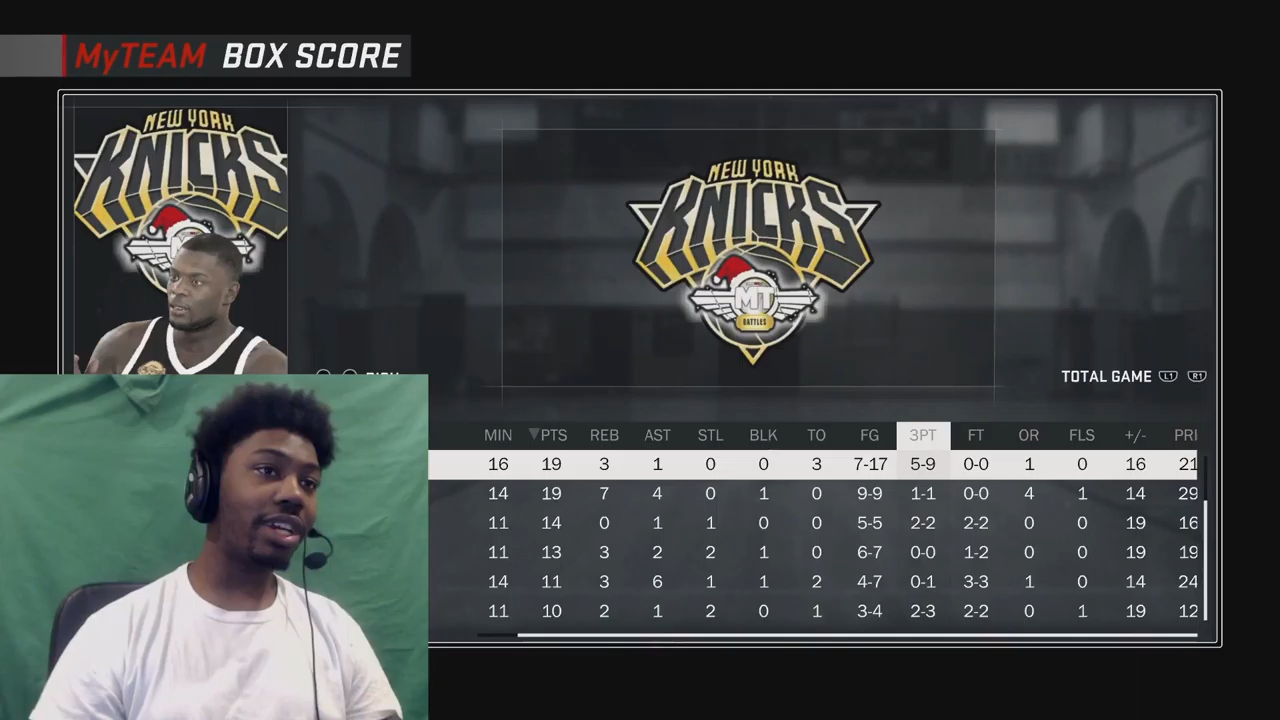 MyTEAM BOX SCORE
NEW YORK
KNICKS
NEW YORK
KNICKS
MT
BATTLES
TOTAL GAME L1 R1
MIN PTS REB AST STL BLK TO FG 3PT FT OR FLS +/- PRI
16 19 3 1 0 0 3 7-17 5-9 0-0 1 0 16 21
14 19 7 4 0 1 0 9-9 1-1 0-0 4 1 14 29
11 14 0 1 1 0 0 5-5 2-2 2-2 0 0 19 16
11 13 3 2 2 1 0 6-7 0-0 1-2 0 0 19 19
14 11 3 6 1 1 2 4-7 0-1 3-3 1 0 14 24
11 10 2 1 2 0 1 3-4 2-3 2-2 0 1 19 12